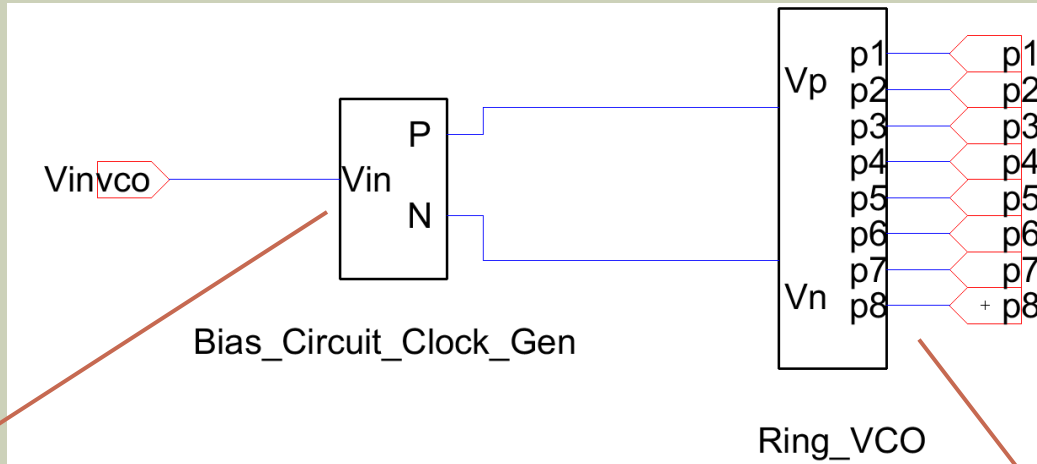 Vinvco
Vin
P
N
Bias_Circuit_Clock_Gen
Vp
Vn
p1
p2
p3
p4
p5
p6
p7
p8
p1
p2
p3
p4
p5
p6
p7
+ p8
Ring_VCO